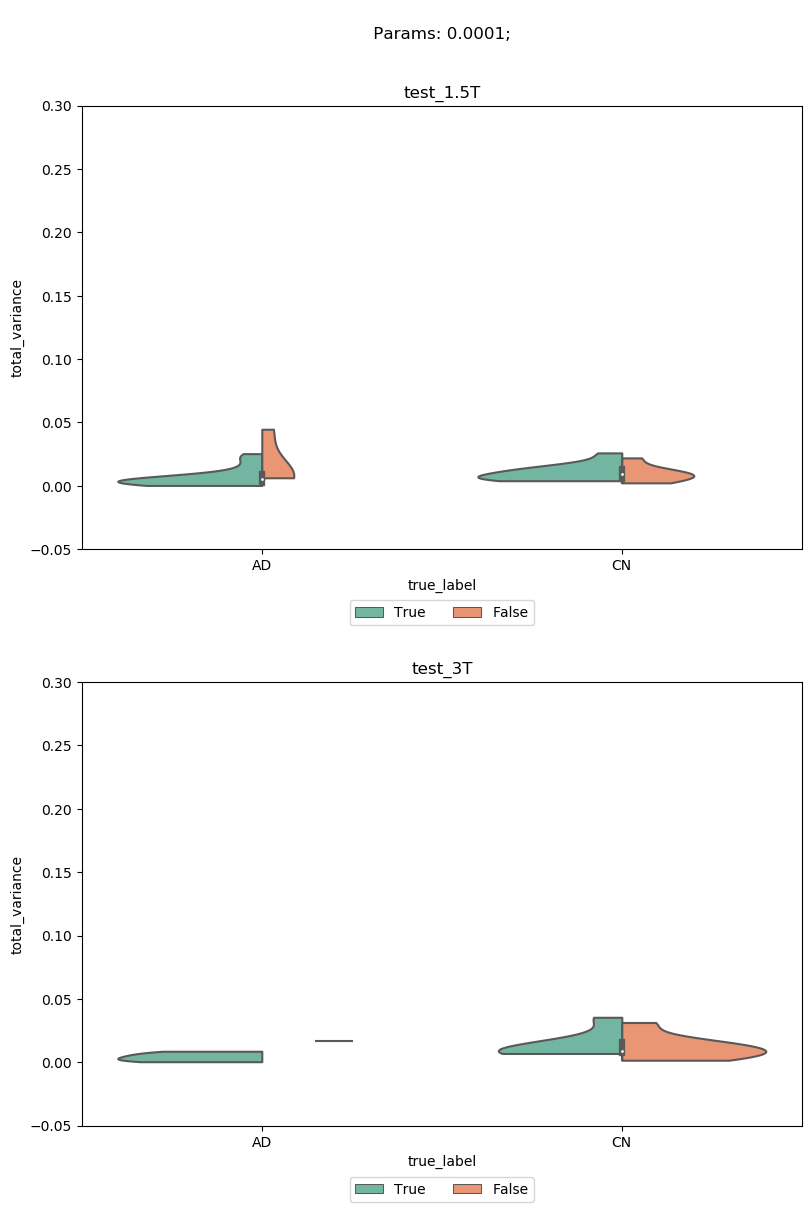 Params: 0.0001;
test_1.5T
0.30
0.25
0.20
0.15
0.10
0.05
0.00
−0.05
total_variance
AD CN
true_label
True False
test_3T
0.30
0.25
0.20
0.15
0.10
0.05
0.00
−0.05
total_variance
AD CN
true_label
True False